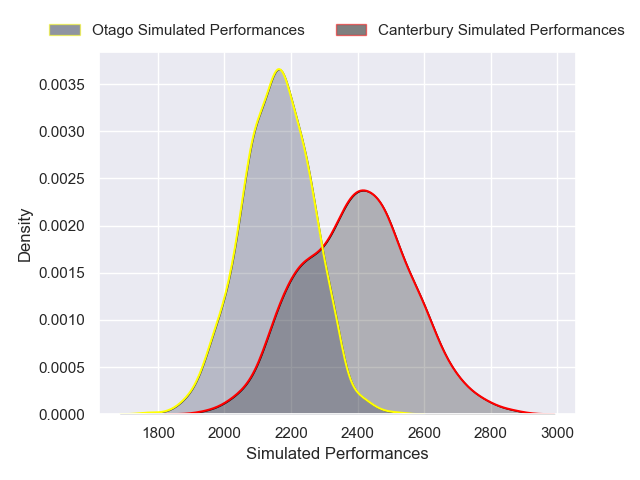 Otago Simulated Performances
Canterbury Simulated Performances
0.0035
0.0030
0.0025
0.0020
0.0015
0.0010
0.0005
0.0000
Density
1800 2000 2200 2400 2600 2800 3000
Simulated Performances